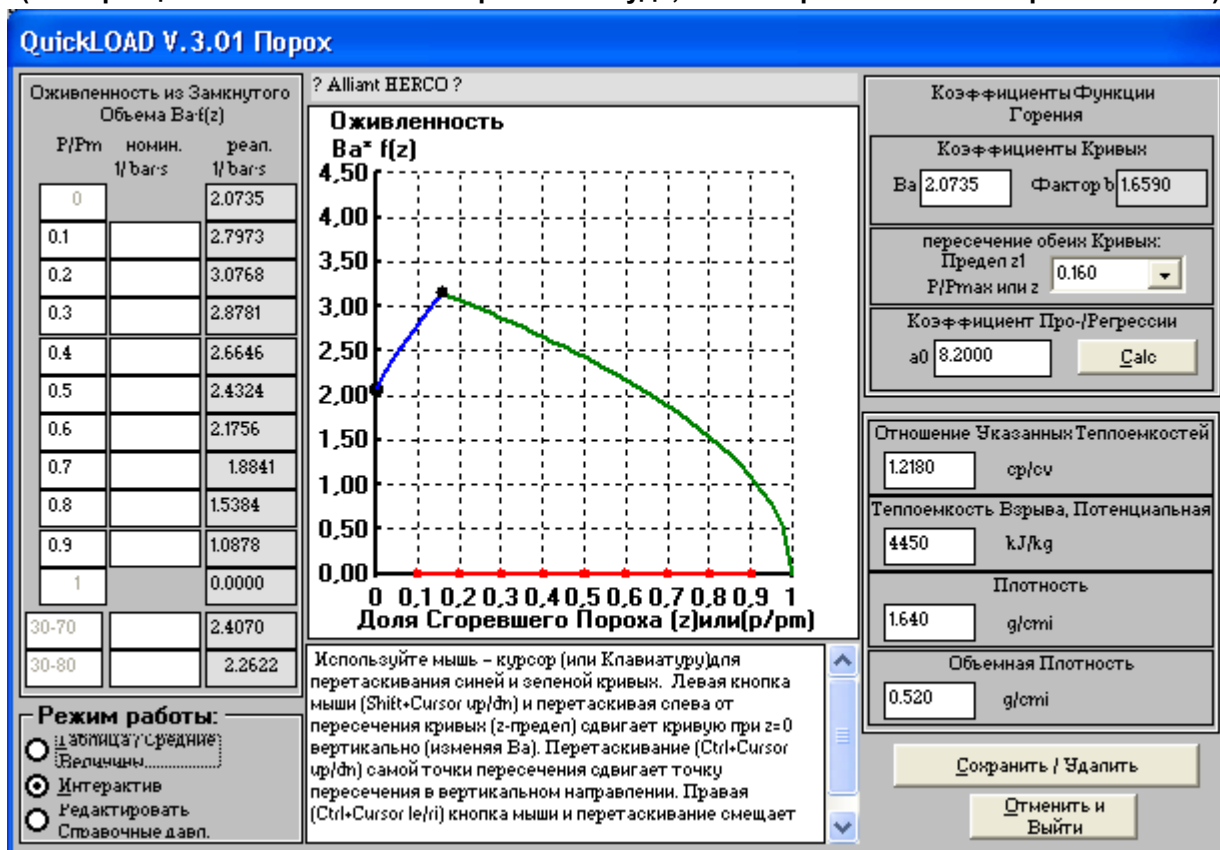 QuickLOAD V.3.01 Порох
Оживленность из Замкнутого
Объема Ba·f(z)
P/Pm номин. реал.
1/bar·s 1/bar·s
0 2.0735
0.1 2.7973
0.2 3.0768
0.3 2.8781
0.4 2.6646
0.5 2.4324
0.6 2.1756
0.7 1.8841
0.8 1.5384
0.9 1.0878
1 0.0000
30-70 2.4070
30-80 2.2622
Режим работы:
Таблица / Средние
Величины
Интерактив
Редактировать
Справочные давл.
? Alliant HERCO ?
Оживленность
Ba* f(z)
4,50
4,00
3,50
3,00
2,50
2,00
1,50
1,00
0,50
0,00
0 0,1 0,2 0,3 0,4 0,5 0,6 0,7 0,8 0,9 1
Доля Сгоревшего Пороха (z)или(p/pm)
Используйте мышь – курсор (или Клавиатуру)для
перетаскивания синей и зеленой кривых. Левая кнопка
мыши (Shift+Cursor up/dn) и перетаскивая слева от
пересечения кривых (z-предел) сдвигает кривую при z=0
вертикально (изменяя Ba). Перетаскивание (Ctrl+Cursor
up/dn) самой точки пересечения сдвигает точку
пересечения в вертикальном направлении. Правая
(Ctrl+Cursor le/ri) кнопка мыши и перетаскивание смещает
Коэффициенты Функции
Горения
Коэффициенты Кривых
Ba 2.0735 Фактор b 1.6590
пересечение обеих Кривых:
Предел z1
P/Pmax или z 0.160
Коэффициент Про-/Регрессии
a0 8.2000 Calc
Отношение Указанных Теплоемкостей
1.2180 cp/cv
Теплоемкость Взрыва, Потенциальная
4450 kJ/kg
Плотность
1.640 g/cmi
Объемная Плотность
0.520 g/cmi
Сохранить / Удалить
Отменить и
Выйти